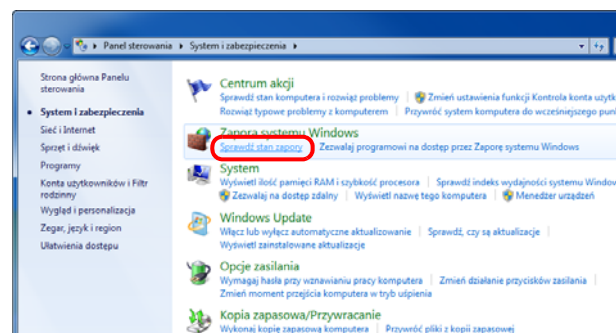 Panel sterowania ▸ System i zabezpieczenia ▸
Strona główna Panelu
sterowania
System i zabezpieczenia
Sieć i Internet
Sprzęt i dźwięk
Programy
Konta użytkowników i Filtr
rodzinny
Wygląd i personalizacja
Zegar, język i region
Ułatwienia dostępu
Centrum akcji
Sprawdź stan komputera i rozwiąż problemy | Zmień ustawienia funkcji Kontrola konta użytk
Rozwiąż typowe problemy z komputerem | Przywróć system komputera do wcześniejszego pun
Zapora systemu Windows
Sprawdź stan zapory | Zezwalaj programowi na dostęp przez Zaporę systemu Windows
System
Wyświetl ilość pamięci RAM i szybkość procesora | Sprawdź indeks wydajności systemu Window
Zezwalaj na dostęp zdalny | Wyświetl nazwę tego komputera | Menedżer urządzeń
Windows Update
Włącz lub wyłącz automatyczne aktualizowanie | Sprawdź, czy są aktualizacje |
Wyświetl zainstalowane aktualizacje
Opcje zasilania
Wymagaj hasła przy wznawianiu pracy komputera | Zmień działanie przycisków zasilania |
Zmień moment przejścia komputera w tryb uśpienia
Kopia zapasowa/Przywracanie
Wykonaj kopię zapasową komputera | Przywróć pliki z kopii zapasowej